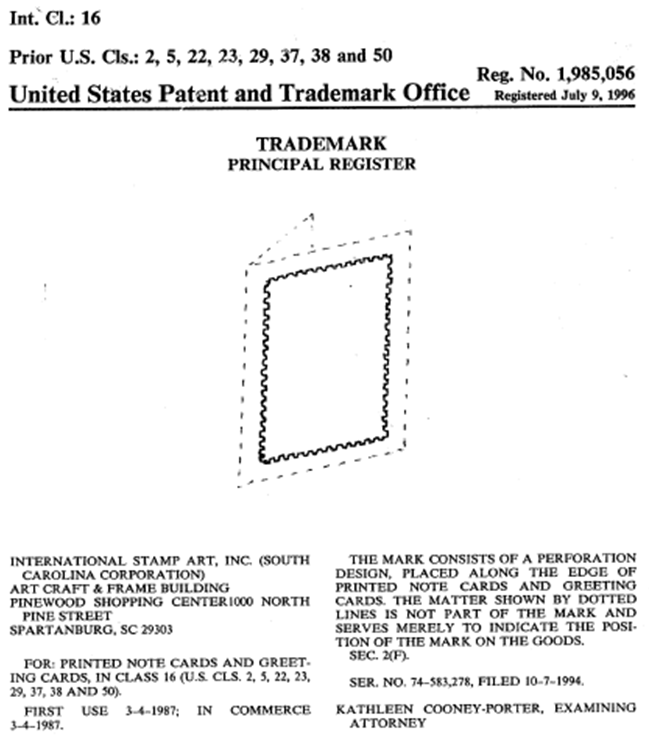 Int. Cl.: 16
Prior U.S. Cls.: 2, 5, 22, 23, 29, 37, 38 and 50
Reg. No. 1,985,056
United States Patent and Trademark Office
Registered July 9, 1996
TRADEMARK
PRINCIPAL REGISTER
INTERNATIONAL STAMP ART, INC. (SOUTH
CAROLINA CORPORATION)
ART CRAFT & FRAME BUILDING
PINEWOOD SHOPPING CENTER1000 NORTH
PINE STREET
SPARTANBURG, SC 29303
FOR: PRINTED NOTE CARDS AND GREET-
ING CARDS, IN CLASS 16 (U.S. CLS. 2, 5, 22, 23,
29, 37, 38 AND 50).
FIRST USE 3-4-1987; IN COMMERCE
3-4-1987.
THE MARK CONSISTS OF A PERFORATION
DESIGN, PLACED ALONG THE EDGE OF
PRINTED NOTE CARDS AND GREETING
CARDS. THE MATTER SHOWN BY DOTTED
LINES IS NOT PART OF THE MARK AND
SERVES MERELY TO INDICATE THE POSI-
TION OF THE MARK ON THE GOODS.
SEC. 2(F).
SER. NO. 74-583,278, FILED 10-7-1994.
KATHLEEN COONEY-PORTER, EXAMINING
ATTORNEY